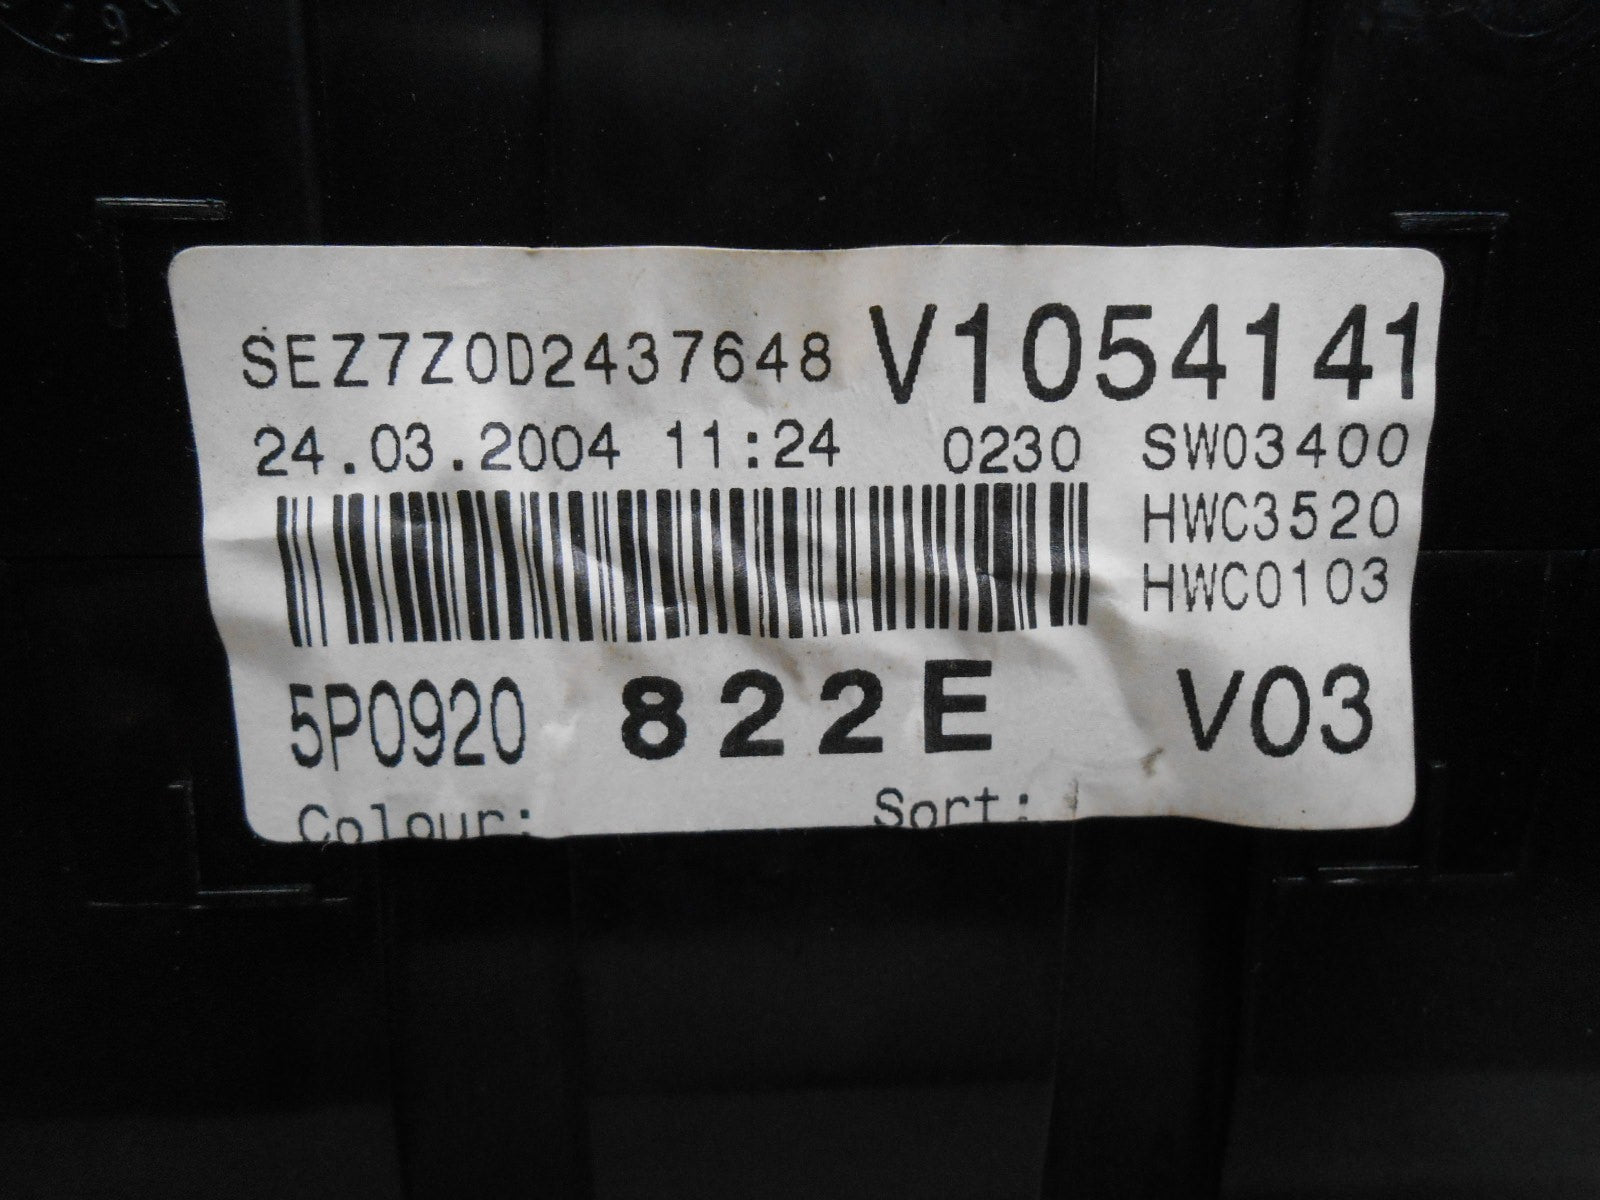 SEZ7Z0D2437648 V1054141
24.03.2004 11:24 0230 SW03400
HWC3520
HWC0103
5P0920 822E V03
Colour: Sort: